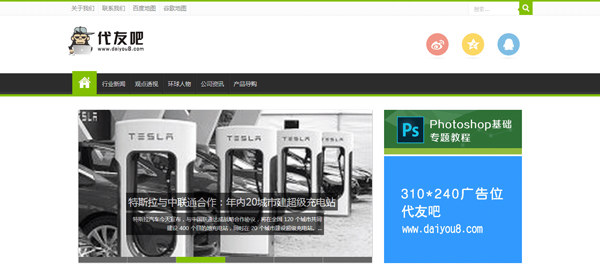 关于我们 联系我们 百度地图 谷歌地图
代友吧
www.daiyou8.com
行业新闻 观点透视 环球人物 公司资讯 产品导购
TESLA TESLA TESLA TESLA
特斯拉与中联通合作：年内20城市建超级充电站
特斯拉汽车今天宣布，与中国联通达成战略合作协议，将在全国 120 个城市共同
建设 400 个目的地充电站，同时在 20 个城市建设超级充电站。...
Ps Photoshop基础
专题教程
310*240广告位
代友吧
www.daiyou8.com